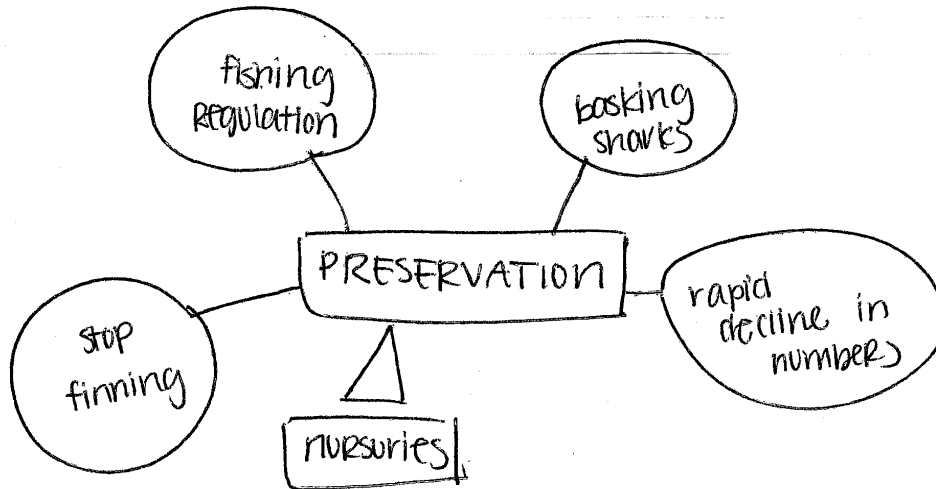 fishing
REGULATION
basking
sharks
PRESERVATION
rapid
decline in
numbers
stop
finning
nursuries